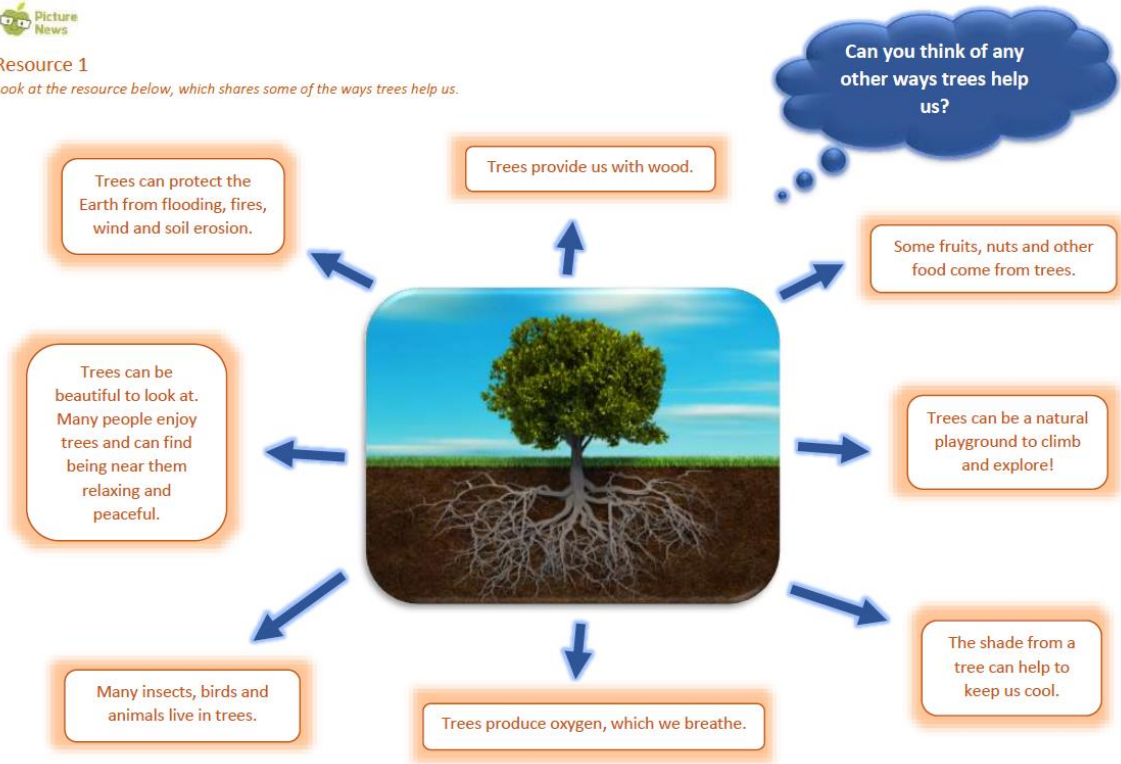 Picture
News
Resource 1
Look at the resource below, which shares some of the ways trees help us.
Can you think of any
other ways trees help
us?
Trees provide us with wood.
Trees can protect the
Earth from flooding, fires,
wind and soil erosion.
Some fruits, nuts and other
food come from trees.
Trees can be
beautiful to look at.
Many people enjoy
trees and can find
being near them
relaxing and
peaceful.
Trees can be a natural
playground to climb
and explore!
The shade from a
tree can help to
keep us cool.
Many insects, birds and
animals live in trees.
Trees produce oxygen, which we breathe.